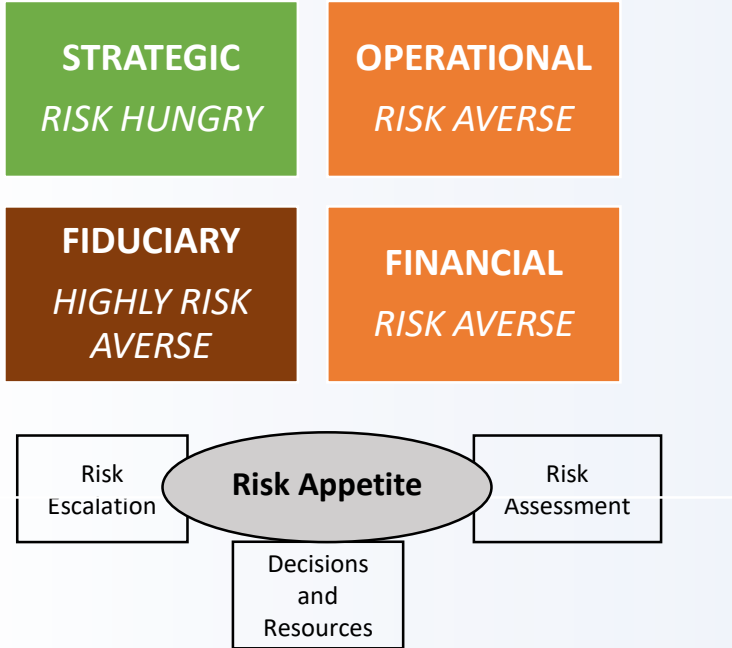 STRATEGIC
RISK HUNGRY
OPERATIONAL
RISK AVERSE
FIDUCIARY
HIGHLY RISK
AVERSE
FINANCIAL
RISK AVERSE
Risk
Escalation
Risk Appetite
Risk
Assessment
Decisions
and
Resources